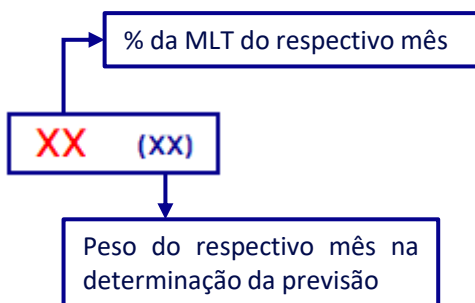 % da MLT do respectivo mês
XX (XX)
Peso do respectivo mês na
determinação da previsão